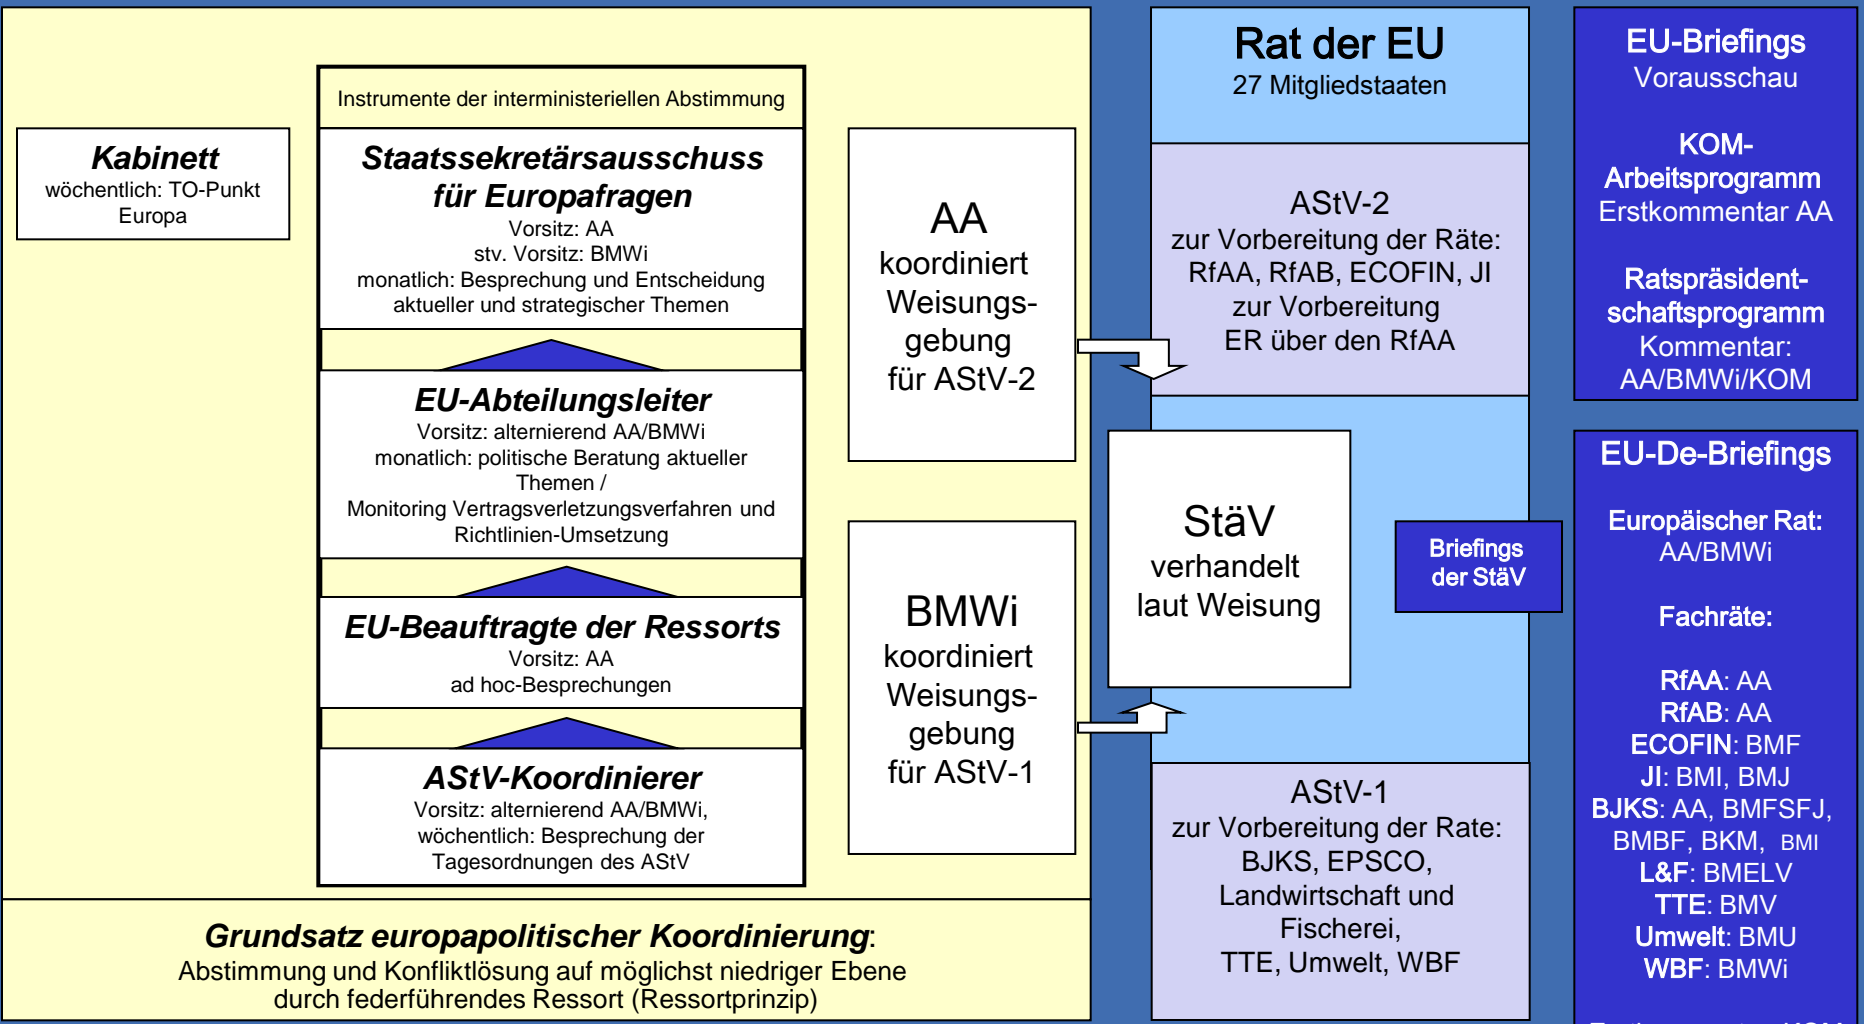 Kabinett
wöchentlich: TO-Punkt
Europa
Instrumente der interministeriellen Abstimmung
Staatssekretärsausschuss
für Europafragen
Vorsitz: AA
stv. Vorsitz: BMWi
monatlich: Besprechung und Entscheidung
aktueller und strategischer Themen
EU-Abteilungsleiter
Vorsitz: alternierend AA/BMWi
monatlich: politische Beratung aktueller
Themen /
Monitoring Vertragsverletzungsverfahren und
Richtlinien-Umsetzung
EU-Beauftragte der Ressorts
Vorsitz: AA
ad hoc-Besprechungen
AStV-Koordinierer
Vorsitz: alternierend AA/BMWi,
wöchentlich: Besprechung der
Tagesordnungen des AStV
Grundsatz europapolitischer Koordinierung:
Abstimmung und Konfliktlösung auf möglichst niedriger Ebene
durch federführendes Ressort (Ressortprinzip)
AA
koordiniert
Weisungs-
gebung
für AStV-2
BMWi
koordiniert
Weisungs-
gebung
für AStV-1
Rat der EU
27 Mitgliedstaaten
AStV-2
zur Vorbereitung der Räte:
RfAA, RfAB, ECOFIN, JI
zur Vorbereitung
ER über den RfAA
StäV
verhandelt
laut Weisung
Briefings
der StäV
AStV-1
zur Vorbereitung der Rate:
BJKS, EPSCO,
Landwirtschaft und
Fischerei,
TTE, Umwelt, WBF
EU-Briefings
Vorausschau
KOM-
Arbeitsprogramm
Erstkommentar AA
Ratspräsident-
schaftsprogramm
Kommentar:
AA/BMWi/KOM
EU-De-Briefings
Europäischer Rat:
AA/BMWi
Fachräte:
RfAA: AA
RfAB: AA
ECOFIN: BMF
JI: BMI, BMJ
BJKS: AA, BMFSFJ,
BMBF, BKM, BMI
L&F: BMELV
TTE: BMV
Umwelt: BMU
WBF: BMWi